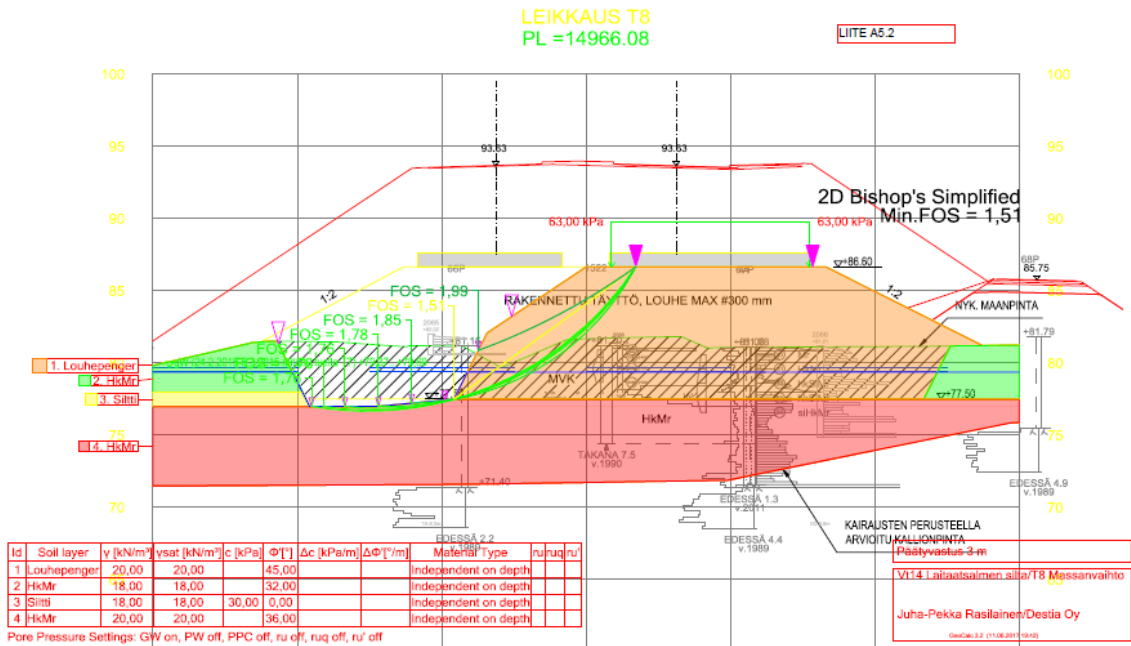 LEIKKAUS T8
PL =14966.08
LIITE A5.2
100
100
95
95
93.63
93.63
2D Bishop's Simplified
Min.FOS = 1,51
90
90
63,00 kPa
63,00 kPa
+86.60
68P
85.75
85
85
1:2
1:2
FOS = 1,99
RAKENNETTU TÄYTTÖ, LOUHE MAX #300 mm
NYK. MAANPINTA
FOS = 1,51
FOS = 1,85
FOS = 1,78
+81.79
80
80
1. Louhepenger
2. HkMr
3. Siltti
4. HkMr
MVK
+77.50
siHkMr
HkMr
75
75
TAKANA 7.5
v.1990
+71.40
EDESSÄ 1.3
v.2011
EDESSÄ 4.9
v.1989
70
70
EDESSÄ 2.2
v.1989
EDESSÄ 4.4
v.1989
KAIRAUSTEN PERUSTEELLA
ARVIOITU KALLIONPINTA
Id Soil layer γ [kN/m³] γsat [kN/m³] c [kPa] Φ'[°] Δc [kPa/m] ΔΦ'[°/m] Material Type ru ruq ru'
1 Louhepenger 20,00 20,00 45,00 Independent on depth
2 HkMr 18,00 18,00 32,00 Independent on depth
3 Siltti 18,00 18,00 30,00 0,00 Independent on depth
4 HkMr 20,00 20,00 36,00 Independent on depth
Pore Pressure Settings: GW on, PW off, PPC off, ru off, ruq off, ru' off
Päätyvastus 3 m
Vt14 Laitaatsalmen silta/T8 Massanvaihto
Juha-Pekka Rasilainen/Destia Oy